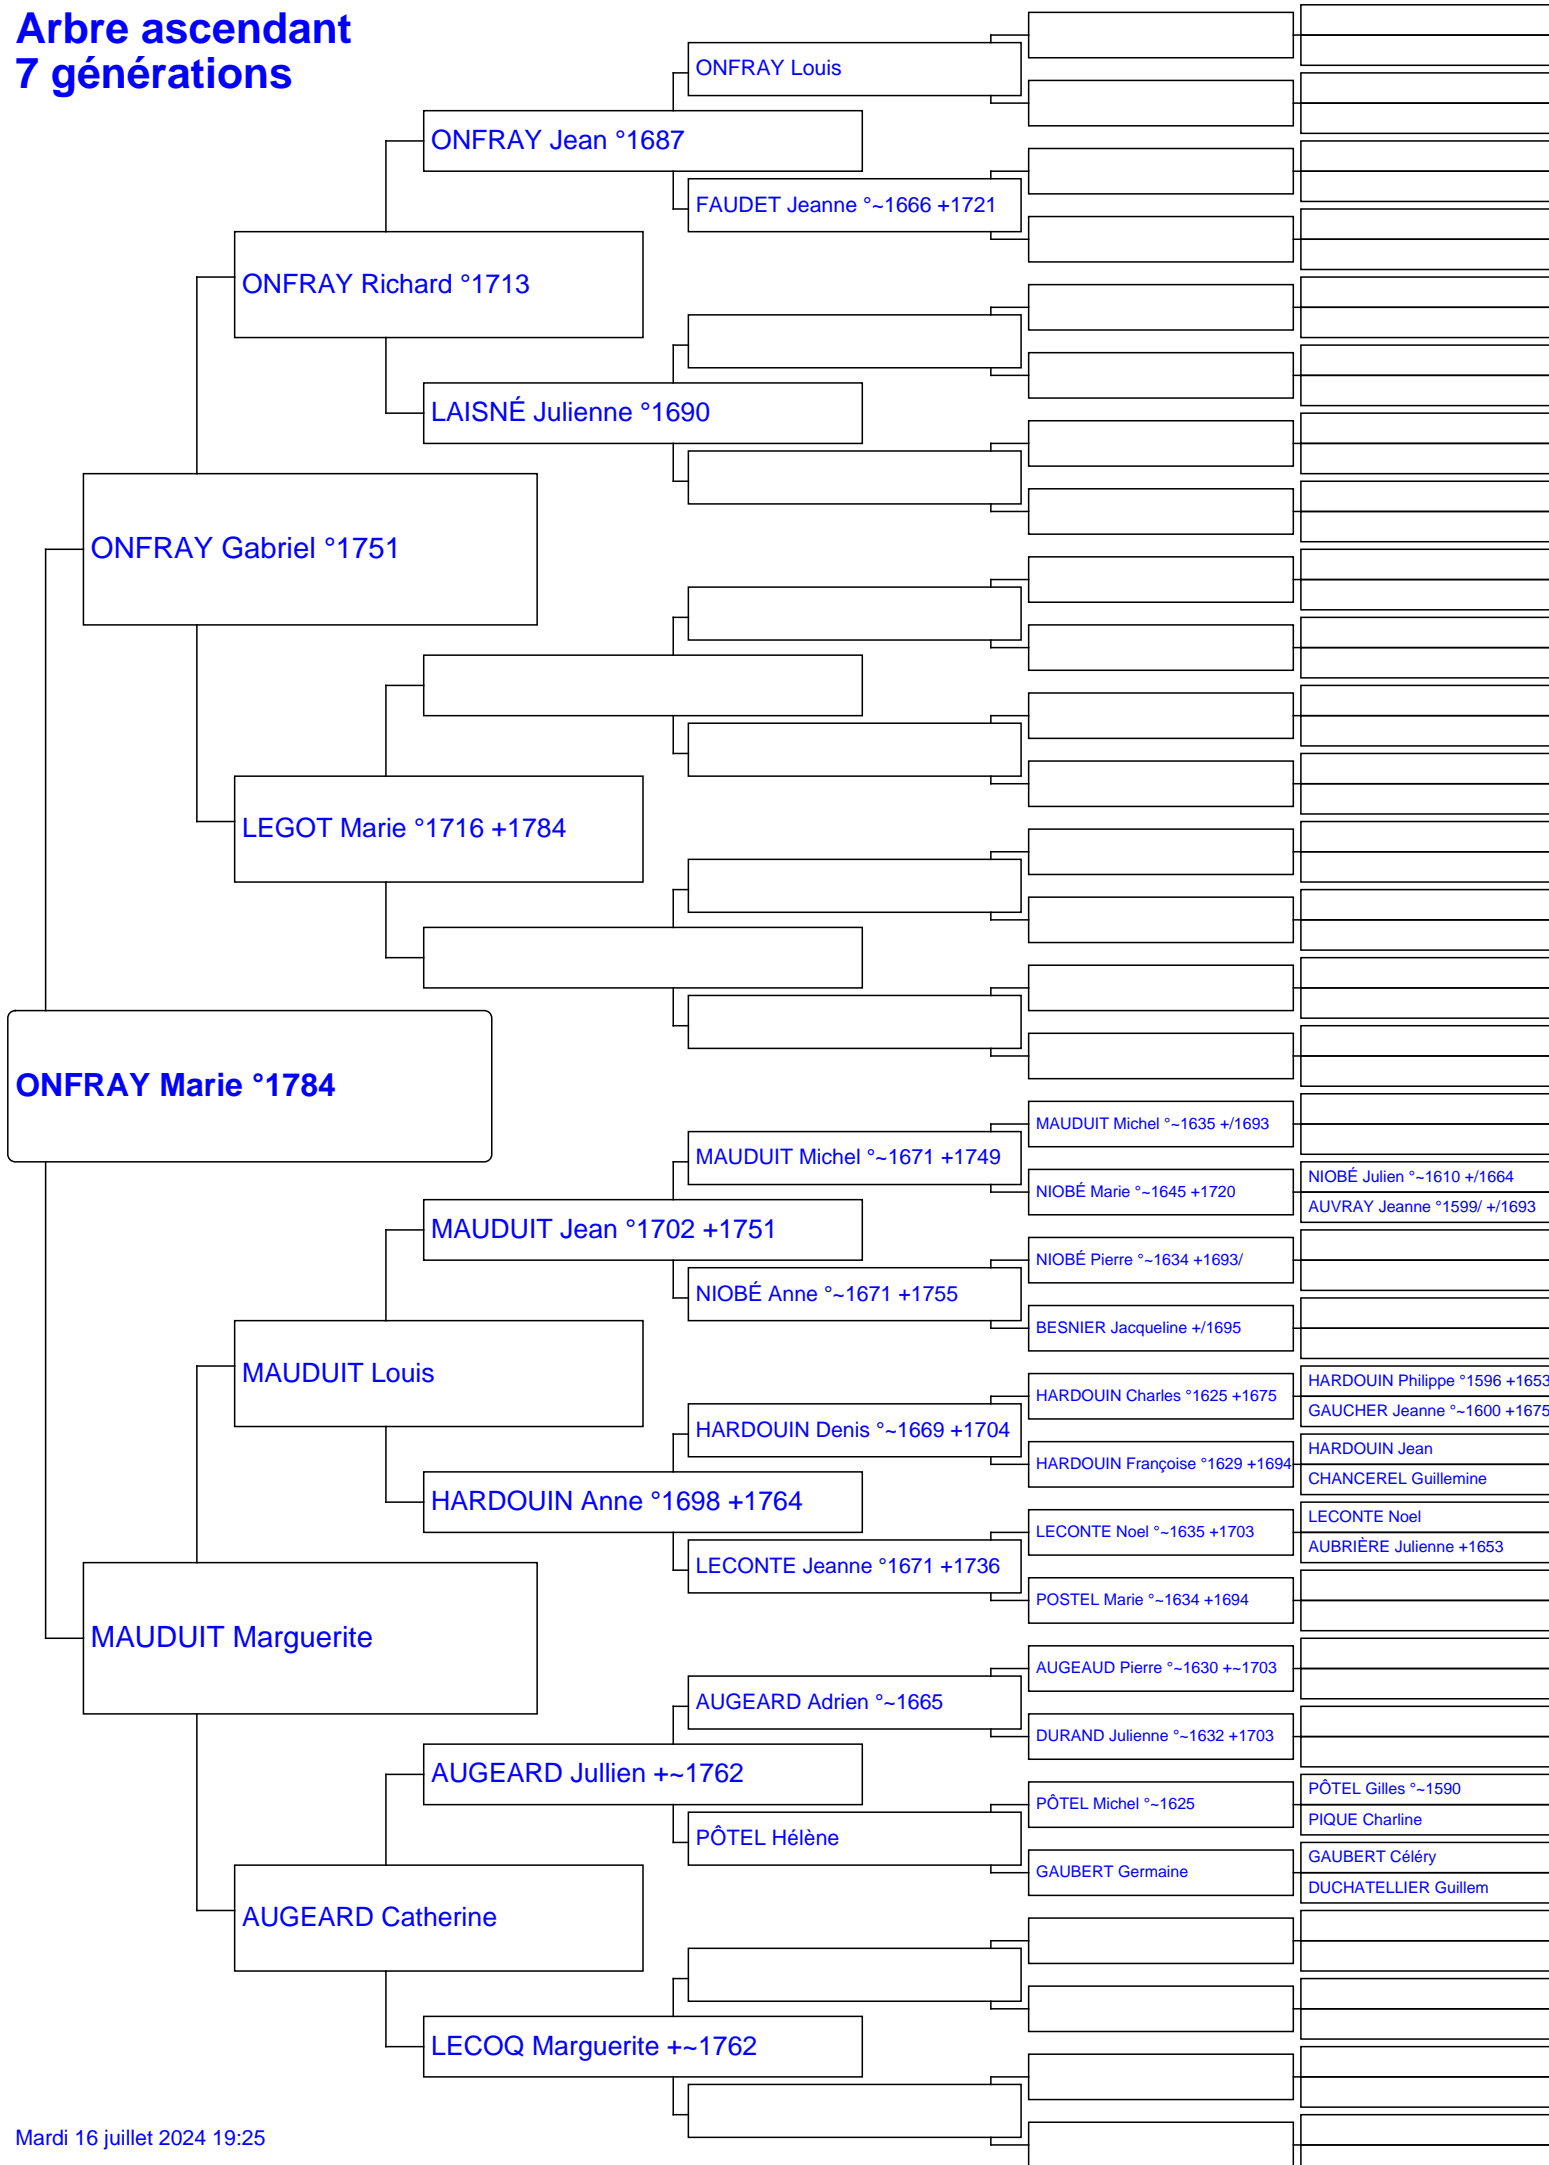 Arbre ascendant
7 générations
ONFRAY Louis
ONFRAY Jean °1687
FAUDET Jeanne °~1666 +1721
ONFRAY Richard °1713
LAISNÉ Julienne °1690
ONFRAY Gabriel °1751
LEGOT Marie °1716 +1784
ONFRAY Marie °1784
MAUDUIT Michel °~1635 +/1693
MAUDUIT Michel °~1671 +1749
NIOBÉ Julien °~1610 +/1664
NIOBÉ Marie °~1645 +1720
AUVRAY Jeanne °1599/ +/1693
MAUDUIT Jean °1702 +1751
NIOBÉ Pierre °~1634 +1693/
NIOBÉ Anne °~1671 +1755
BESNIER Jacqueline +/1695
MAUDUIT Louis
HARDOUIN Philippe °1596 +1653
HARDOUIN Charles °1625 +1675
GAUCHER Jeanne °~1600 +1675
HARDOUIN Denis °~1669 +1704
HARDOUIN Jean
HARDOUIN Françoise °1629 +1694
CHANCEREL Guillemine
HARDOUIN Anne °1698 +1764
LECONTE Noel
LECONTE Noel °~1635 +1703
AUBRIÈRE Julienne +1653
LECONTE Jeanne °1671 +1736
POSTEL Marie °~1634 +1694
MAUDUIT Marguerite
AUGEAUD Pierre °~1630 +~1703
AUGEARD Adrien °~1665
DURAND Julienne °~1632 +1703
AUGEARD Jullien +~1762
PÔTEL Gilles °~1590
PÔTEL Michel °~1625
PIQUE Charline
PÔTEL Hélène
GAUBERT Céléry
GAUBERT Germaine
DUCHATELLIER Guillem
AUGEARD Catherine
LECOQ Marguerite +~1762
Mardi 16 juillet 2024 19:25